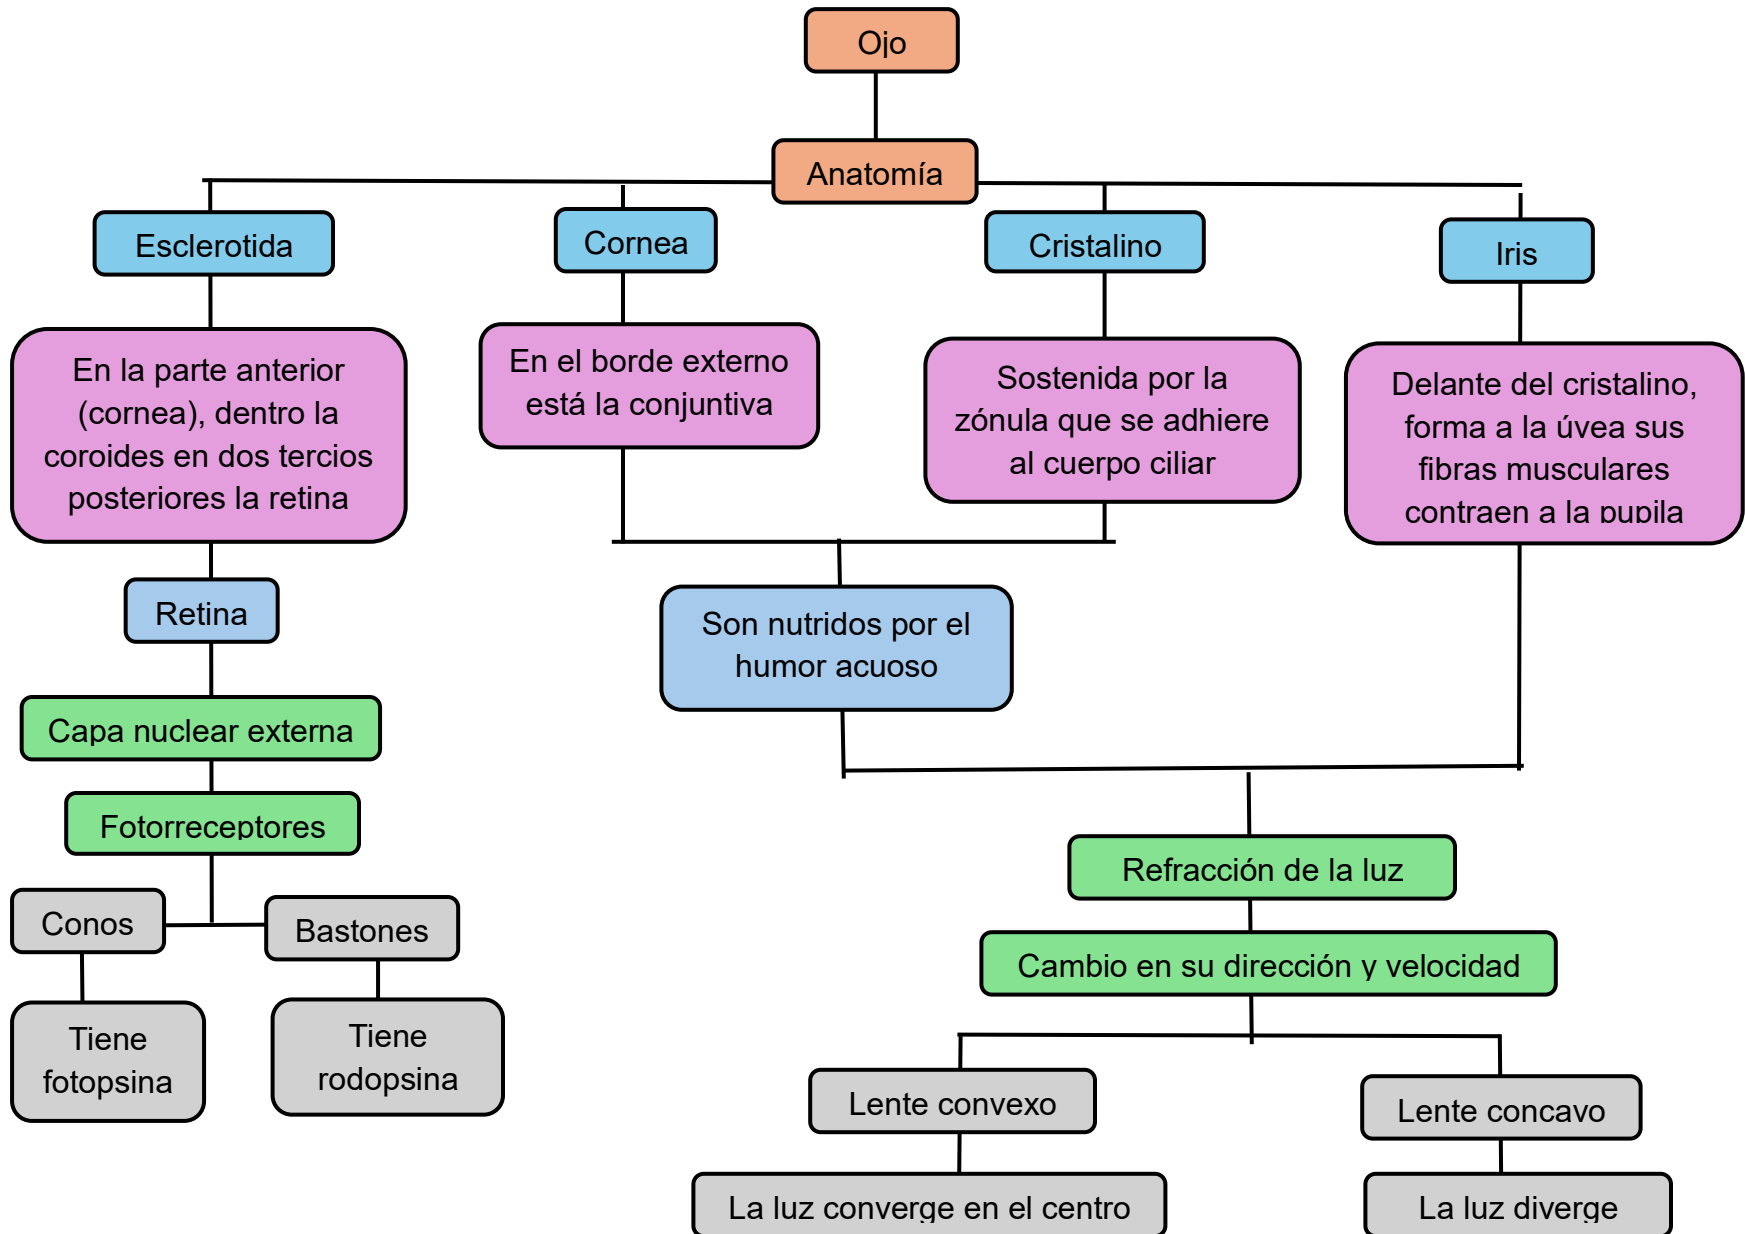 Ojo
Anatomía
Esclerotida
Cornea
Cristalino
Iris
En la parte anterior
(cornea), dentro la
coroides en dos tercios
posteriores la retina
En el borde externo
está la conjuntiva
Sostenida por la
zónula que se adhiere
al cuerpo ciliar
Delante del cristalino,
forma a la úvea sus
fibras musculares
contraen a la pupila
Retina
Son nutridos por el
humor acuoso
Capa nuclear externa
Fotorreceptores
Refracción de la luz
Conos
Bastones
Cambio en su dirección y velocidad
Tiene
fotopsina
Tiene
rodopsina
Lente convexo
Lente concavo
La luz converge en el centro
La luz diverge